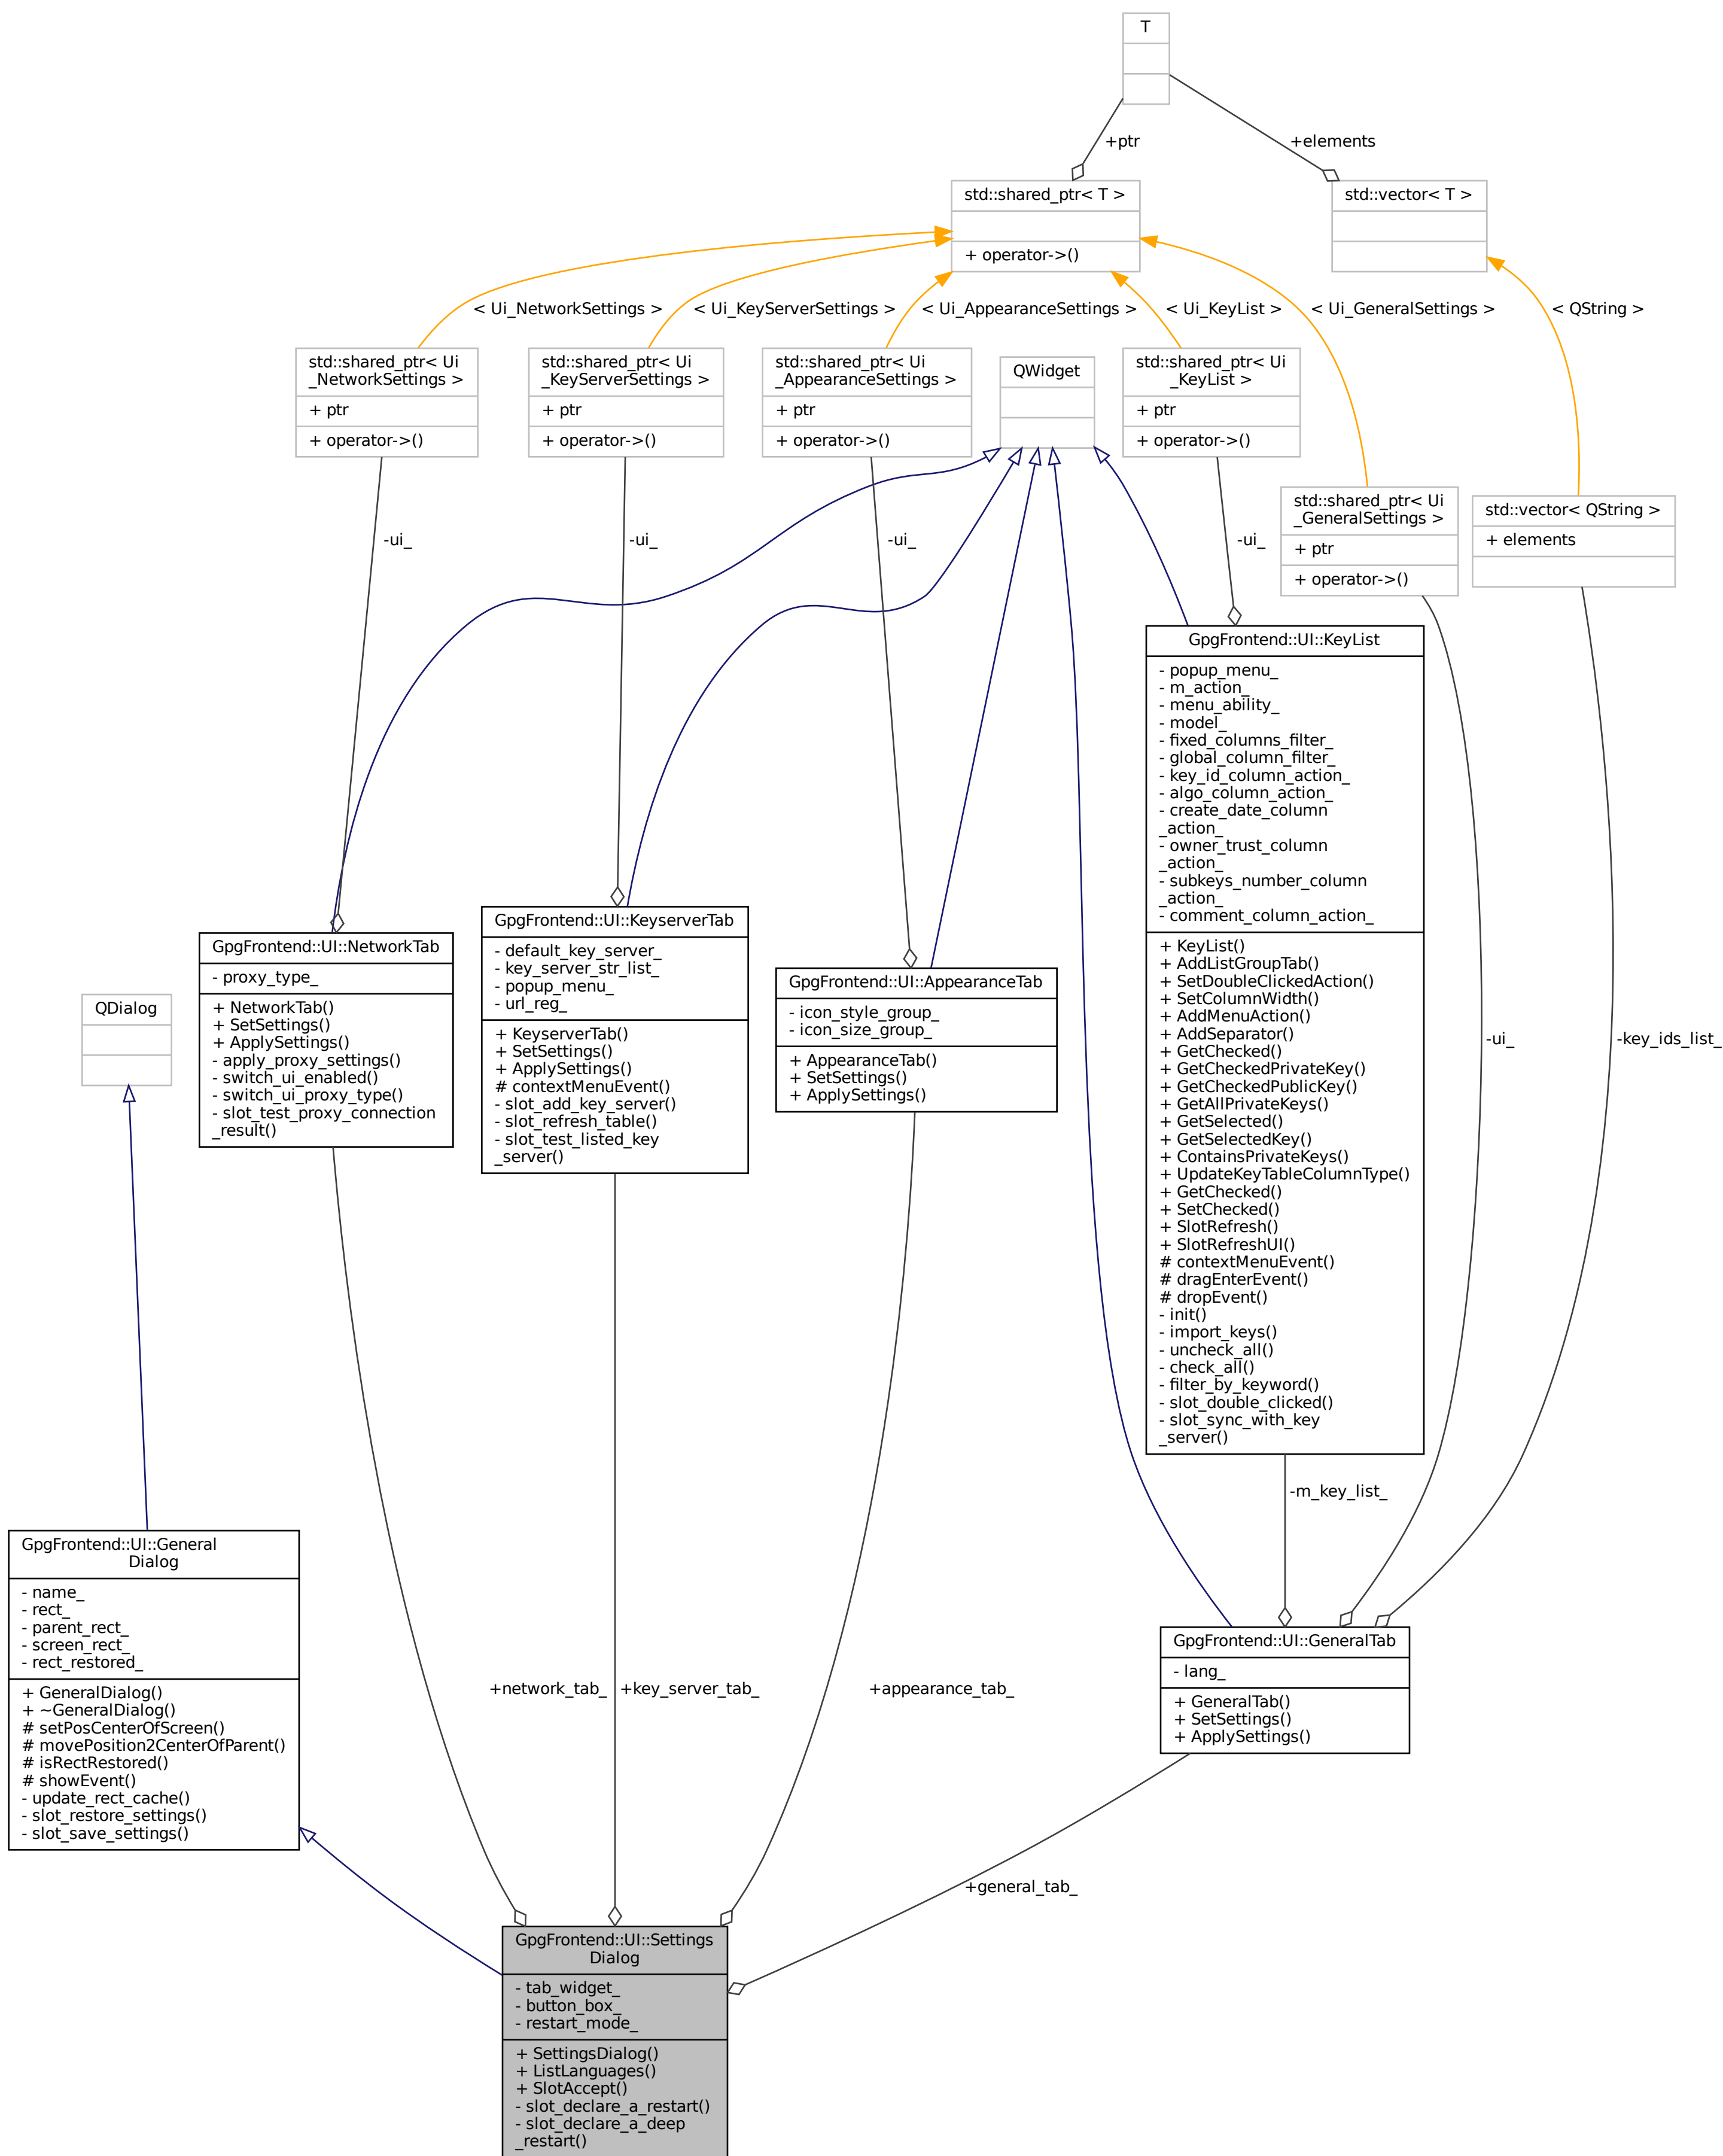 T
+ptr
+elements
std::shared_ptr< T >
+ operator->()
std::vector< T >
< Ui_NetworkSettings >
< Ui_KeyServerSettings >
< Ui_AppearanceSettings >
< Ui_KeyList >
< Ui_GeneralSettings >
< QString >
std::shared_ptr< Ui
_NetworkSettings >
+ ptr
+ operator->()
std::shared_ptr< Ui
_KeyServerSettings >
+ ptr
+ operator->()
std::shared_ptr< Ui
_AppearanceSettings >
+ ptr
+ operator->()
QWidget
std::shared_ptr< Ui
_KeyList >
+ ptr
+ operator->()
std::shared_ptr< Ui
_GeneralSettings >
+ ptr
+ operator->()
std::vector< QString >
+ elements
-ui_
-ui_
-ui_
-ui_
GpgFrontend::UI::KeyList
- popup_menu_
- m_action_
- menu_ability_
- model_
- fixed_columns_filter_
- global_column_filter_
- key_id_column_action_
- algo_column_action_
- create_date_column
_action_
- owner_trust_column
_action_
- subkeys_number_column
_action_
- comment_column_action_
+ KeyList()
+ AddListGroupTab()
+ SetDoubleClickedAction()
+ SetColumnWidth()
+ AddMenuAction()
+ AddSeparator()
+ GetChecked()
+ GetCheckedPrivateKey()
+ GetCheckedPublicKey()
+ GetAllPrivateKeys()
+ GetSelected()
+ GetSelectedKey()
+ ContainsPrivateKeys()
+ UpdateKeyTableColumnType()
+ GetChecked()
+ SetChecked()
+ SlotRefresh()
+ SlotRefreshUI()
# contextMenuEvent()
# dragEnterEvent()
# dropEvent()
- init()
- import_keys()
- uncheck_all()
- check_all()
- filter_by_keyword()
- slot_double_clicked()
- slot_sync_with_key
_server()
GpgFrontend::UI::NetworkTab
- proxy_type_
+ NetworkTab()
+ SetSettings()
+ ApplySettings()
- apply_proxy_settings()
- switch_ui_enabled()
- switch_ui_proxy_type()
- slot_test_proxy_connection
_result()
GpgFrontend::UI::KeyserverTab
- default_key_server_
- key_server_str_list_
- popup_menu_
- url_reg_
+ KeyserverTab()
+ SetSettings()
+ ApplySettings()
# contextMenuEvent()
- slot_add_key_server()
- slot_refresh_table()
- slot_test_listed_key
_server()
GpgFrontend::UI::AppearanceTab
- icon_style_group_
- icon_size_group_
+ AppearanceTab()
+ SetSettings()
+ ApplySettings()
QDialog
-ui_
-key_ids_list_
-m_key_list_
GpgFrontend::UI::General
Dialog
- name_
- rect_
- parent_rect_
- screen_rect_
- rect_restored_
+ GeneralDialog()
+ ~GeneralDialog()
# setPosCenterOfScreen()
# movePosition2CenterOfParent()
# isRectRestored()
# showEvent()
- update_rect_cache()
- slot_restore_settings()
- slot_save_settings()
+network_tab_
+key_server_tab_
+appearance_tab_
GpgFrontend::UI::GeneralTab
- lang_
+ GeneralTab()
+ SetSettings()
+ ApplySettings()
+general_tab_
GpgFrontend::UI::Settings
Dialog
- tab_widget_
- button_box_
- restart_mode_
+ SettingsDialog()
+ ListLanguages()
+ SlotAccept()
- slot_declare_a_restart()
- slot_declare_a_deep
_restart()